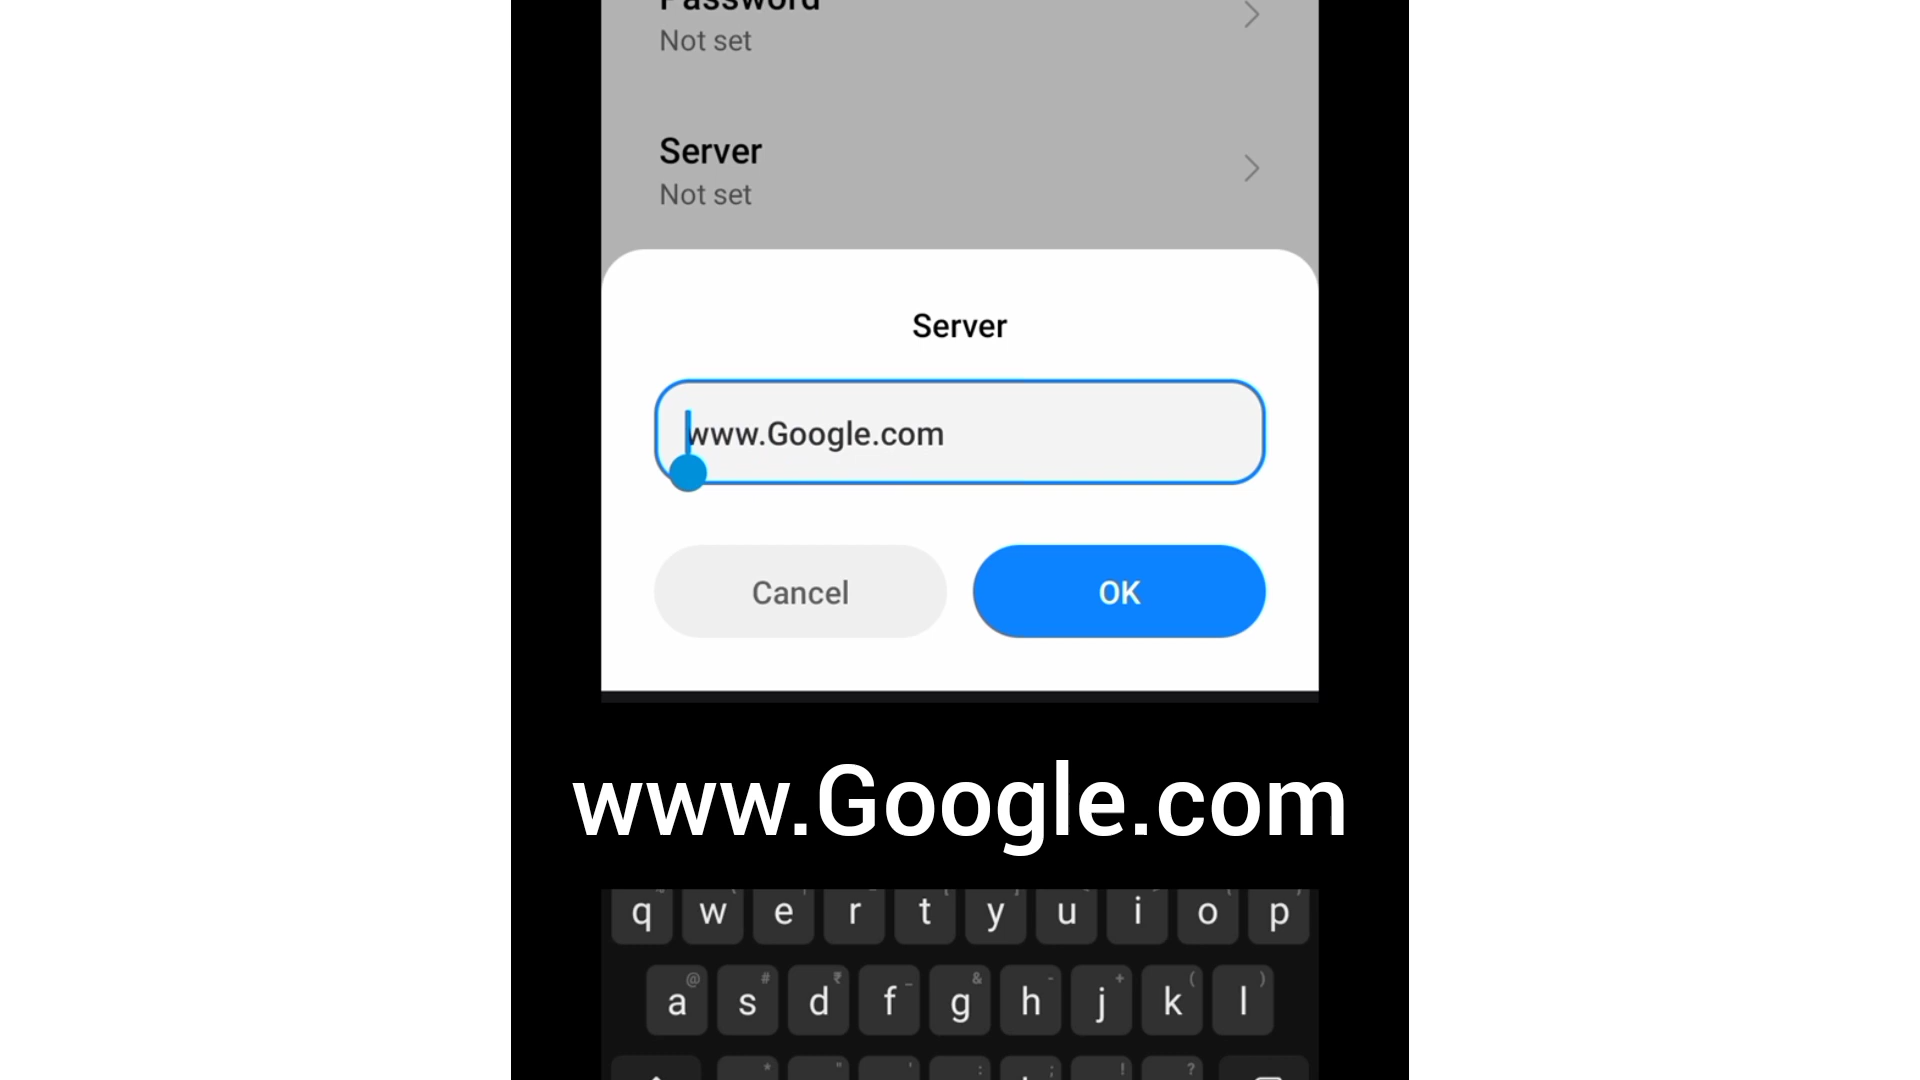 Password
Not set
Server
Not set
Server
www.Google.com
Cancel
OK
www.Google.com
q w e r t y u i o p
@ # ₹ _ & - + ( )
a s d f g h j k l
* " ' : ; ! ?